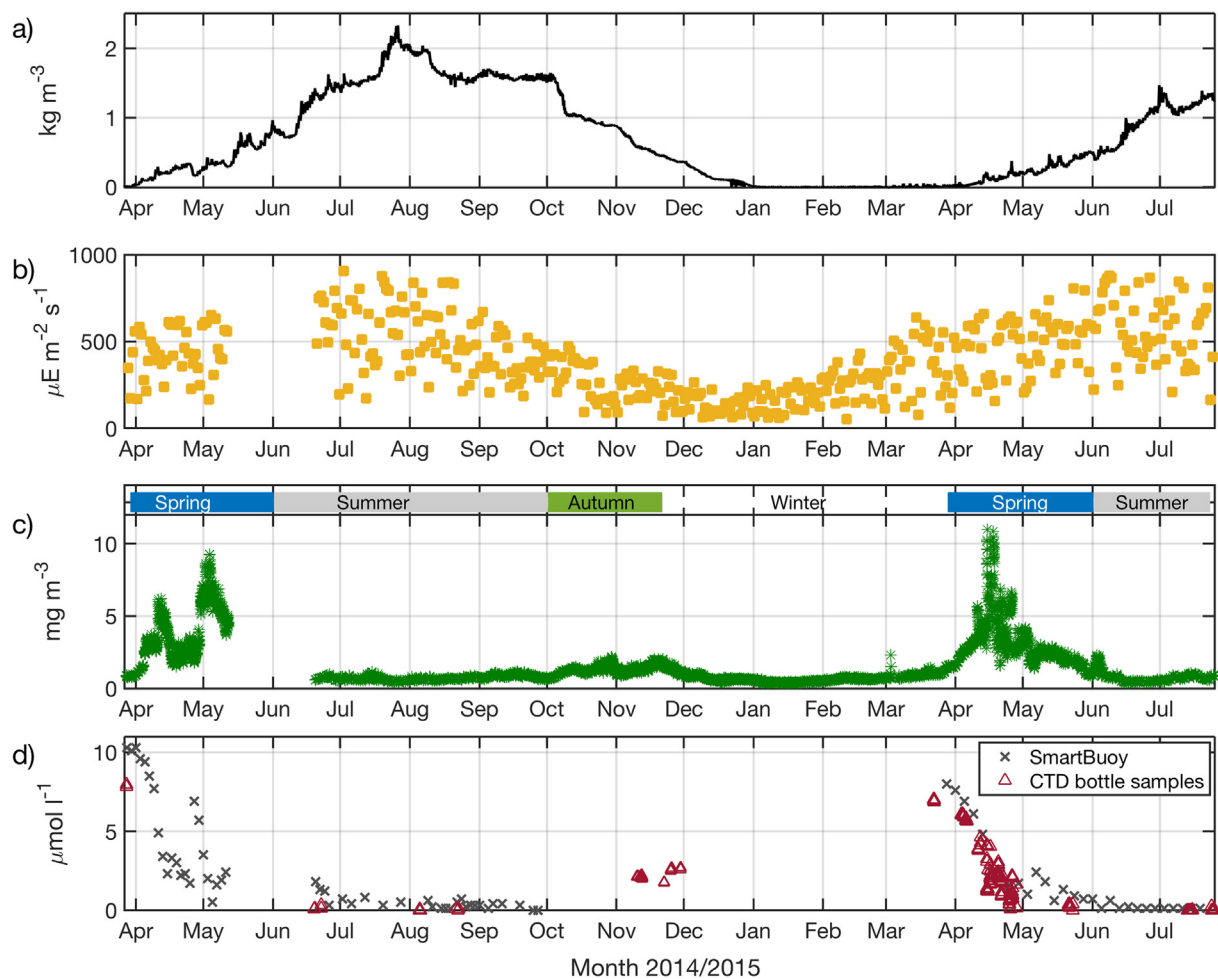 a)
kg m⁻³
2
1
0
Apr May Jun Jul Aug Sep Oct Nov Dec Jan Feb Mar Apr May Jun Jul
b)
μE m⁻² s⁻¹
1000
500
0
Apr May Jun Jul Aug Sep Oct Nov Dec Jan Feb Mar Apr May Jun Jul
Spring Summer Autumn Winter Spring Summer
c)
mg m⁻³
10
5
0
Apr May Jun Jul Aug Sep Oct Nov Dec Jan Feb Mar Apr May Jun Jul
d)
μmol l⁻¹
10
5
0
SmartBuoy
CTD bottle samples
Apr May Jun Jul Aug Sep Oct Nov Dec Jan Feb Mar Apr May Jun Jul
Month 2014/2015